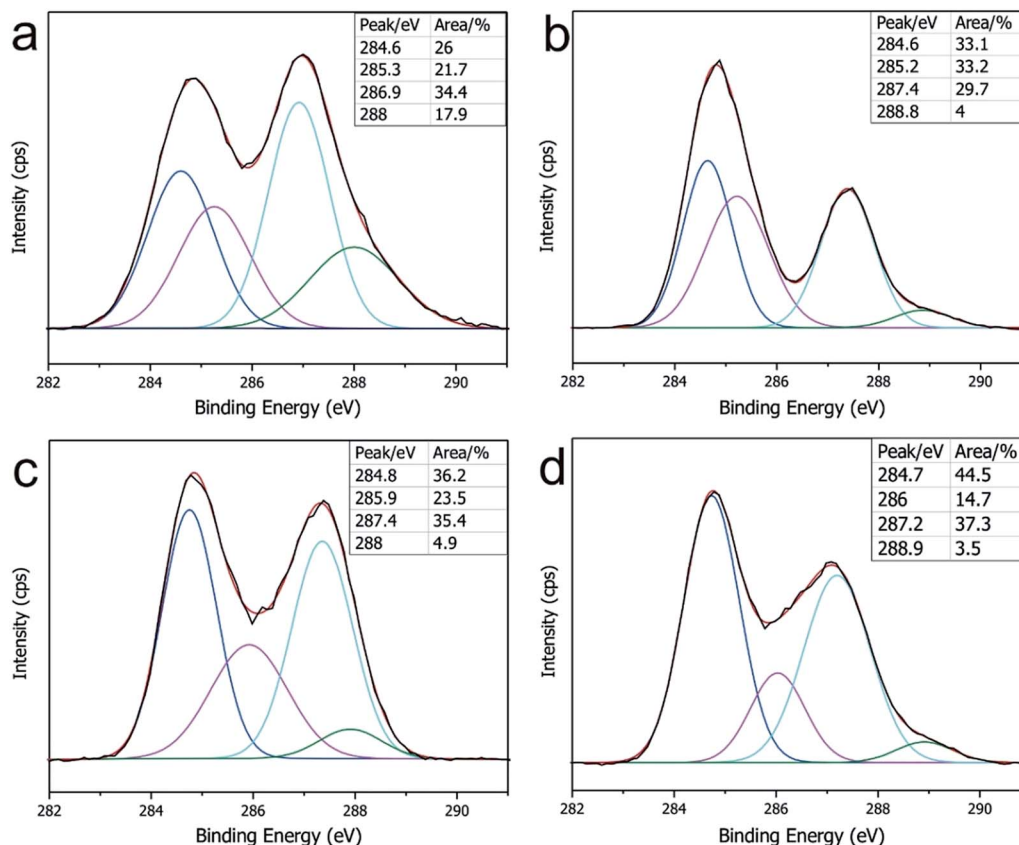 a
Peak/eV Area/%
284.6 26
285.3 21.7
286.9 34.4
288 17.9
Intensity (cps)
282 284 286 288 290
Binding Energy (eV)
b
Peak/eV Area/%
284.6 33.1
285.2 33.2
287.4 29.7
288.8 4
Intensity (cps)
282 284 286 288 290
Binding Energy (eV)
c
Peak/eV Area/%
284.8 36.2
285.9 23.5
287.4 35.4
288 4.9
Intensity (cps)
282 284 286 288 290
Binding Energy (eV)
d
Peak/eV Area/%
284.7 44.5
286 14.7
287.2 37.3
288.9 3.5
Intensity (cps)
282 284 286 288 290
Binding Energy (eV)